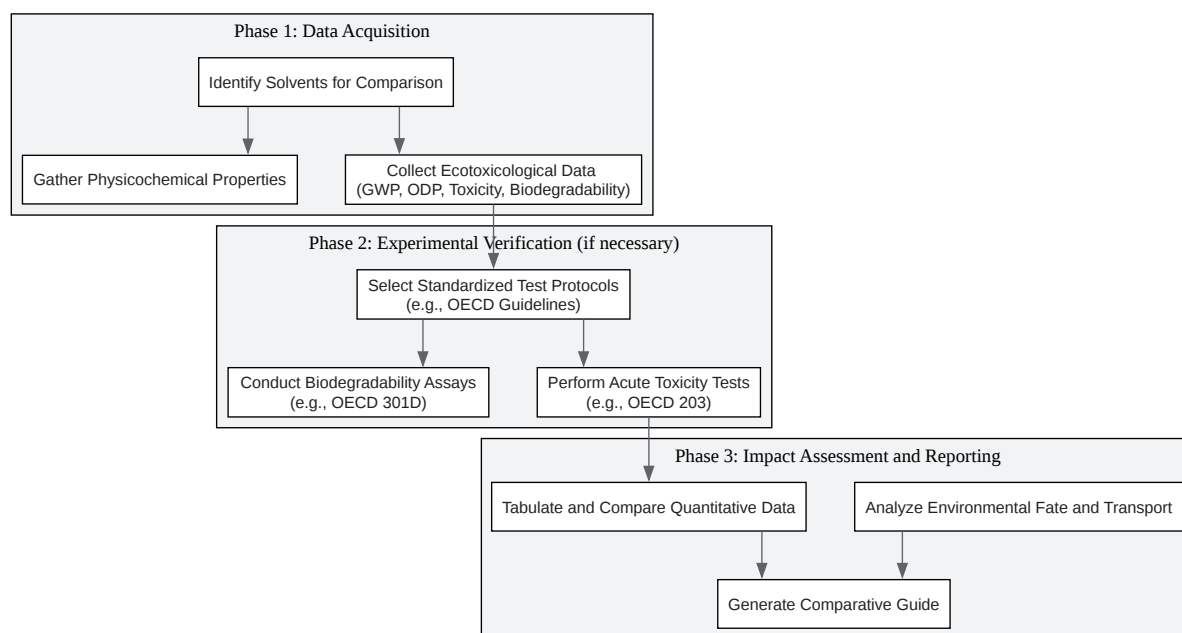 Phase 1: Data Acquisition
Identify Solvents for Comparison
Gather Physicochemical Properties
Collect Ecotoxicological Data
(GWP, ODP, Toxicity, Biodegradability)
Phase 2: Experimental Verification (if necessary)
Select Standardized Test Protocols
(e.g., OECD Guidelines)
Conduct Biodegradability Assays
(e.g., OECD 301D)
Perform Acute Toxicity Tests
(e.g., OECD 203)
Phase 3: Impact Assessment and Reporting
Tabulate and Compare Quantitative Data
Analyze Environmental Fate and Transport
Generate Comparative Guide